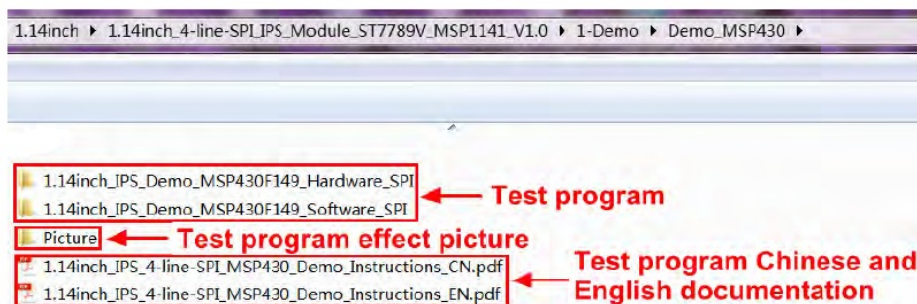 1.14inch ▸ 1.14inch_4-line-SPI_IPS_Module_ST7789V_MSP1141_V1.0 ▸ 1-Demo ▸ Demo_MSP430 ▸
1.14inch_IPS_Demo_MSP430F149_Hardware_SPI
1.14inch_IPS_Demo_MSP430F149_Software_SPI
Test program
Picture
Test program effect picture
1.14inch_IPS_4-line-SPI_MSP430_Demo_Instructions_CN.pdf
1.14inch_IPS_4-line-SPI_MSP430_Demo_Instructions_EN.pdf
Test program Chinese and
English documentation